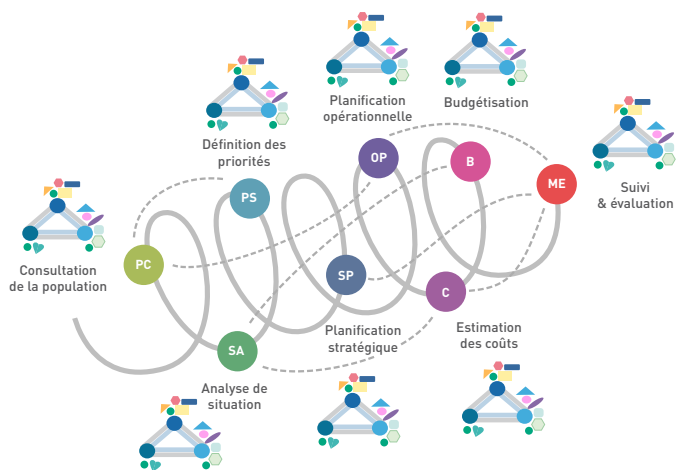 Planification
opérationnelle
Budgétisation
Définition des
priorités
OP
B
ME
Suivi
& évaluation
PS
Consultation
de la population
PC
SP
C
SA
Planification
stratégique
Estimation
des coûts
Analyse de
situation